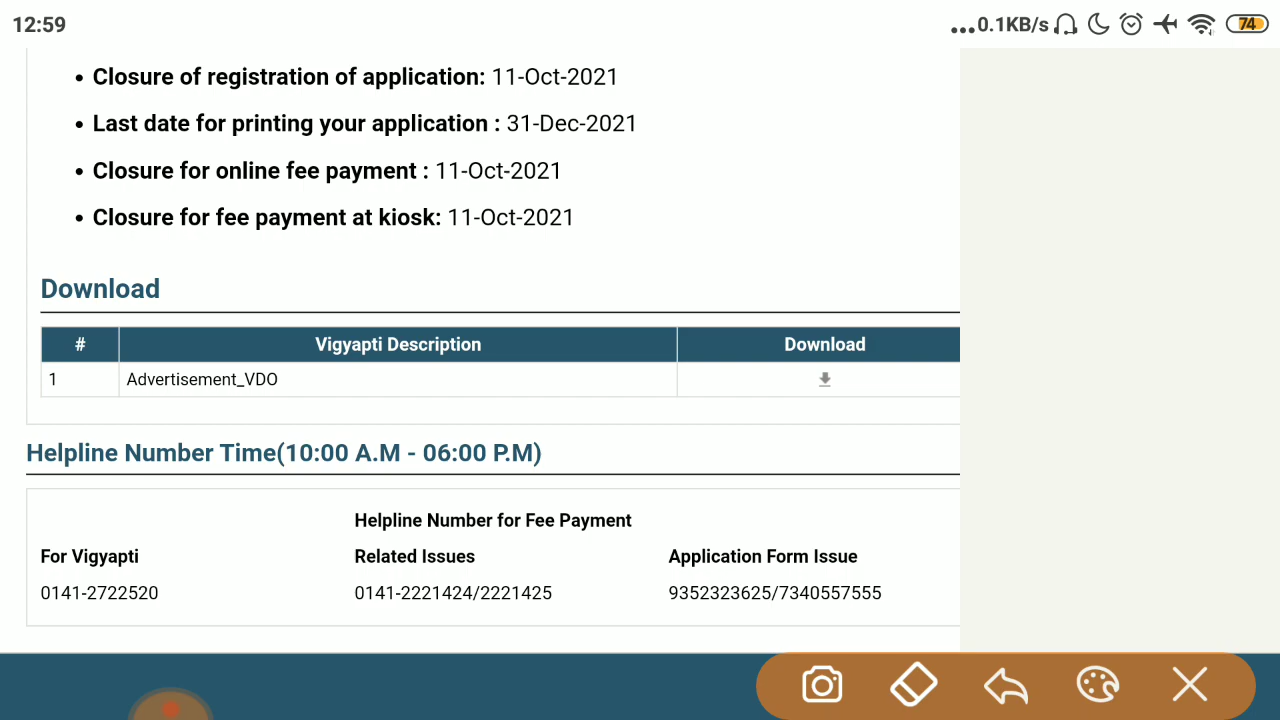 12:59
...0.1KB/s
74
• Closure of registration of application: 11-Oct-2021
• Last date for printing your application : 31-Dec-2021
• Closure for online fee payment : 11-Oct-2021
• Closure for fee payment at kiosk: 11-Oct-2021
Download
# Vigyapti Description Download
1 Advertisement_VDO
Helpline Number Time(10:00 A.M - 06:00 P.M)
Helpline Number for Fee Payment
For Vigyapti Related Issues Application Form Issue
0141-2722520 0141-2221424/2221425 9352323625/7340557555